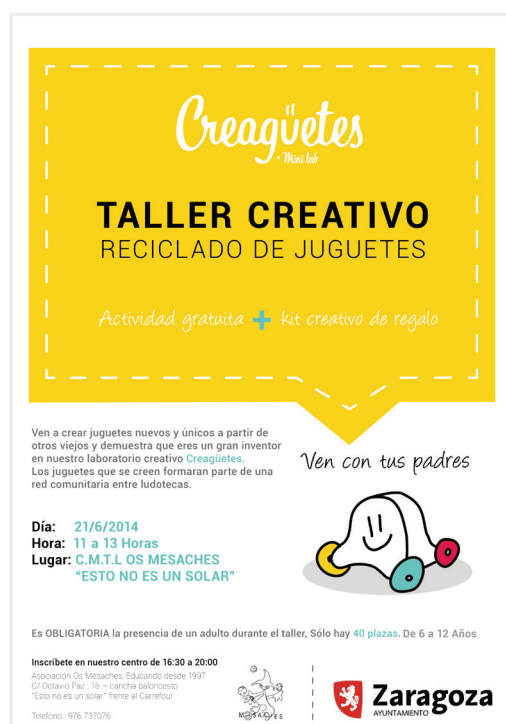 Creagüetes
• Mini lab
TALLER CREATIVO
RECICLADO DE JUGUETES
Actividad gratuita + kit creativo de regalo
Ven a crear juguetes nuevos y únicos a partir de
otros viejos y demuestra que eres un gran inventor
en nuestro laboratorio creativo Creagüetes.
Los juguetes que se creen formaran parte de una
red comunitaria entre ludotecas.
Ven con tus padres
Día: 21/6/2014
Hora: 11 a 13 Horas
Lugar: C.M.T.L OS MESACHES
"ESTO NO ES UN SOLAR"
Es OBLIGATORIA la presencia de un adulto durante el taller, Sólo hay 40 plazas. De 6 a 12 Años
Inscríbete en nuestro centro de 16:30 a 20:00
Asociación Os Mesaches, Educando desde 1997
C/ Octavio Paz , 16 – cancha baloncesto
"Esto no es un solar" frente al Carrefour
Telefono : 976 737076
MESACHES
Zaragoza
AYUNTAMIENTO